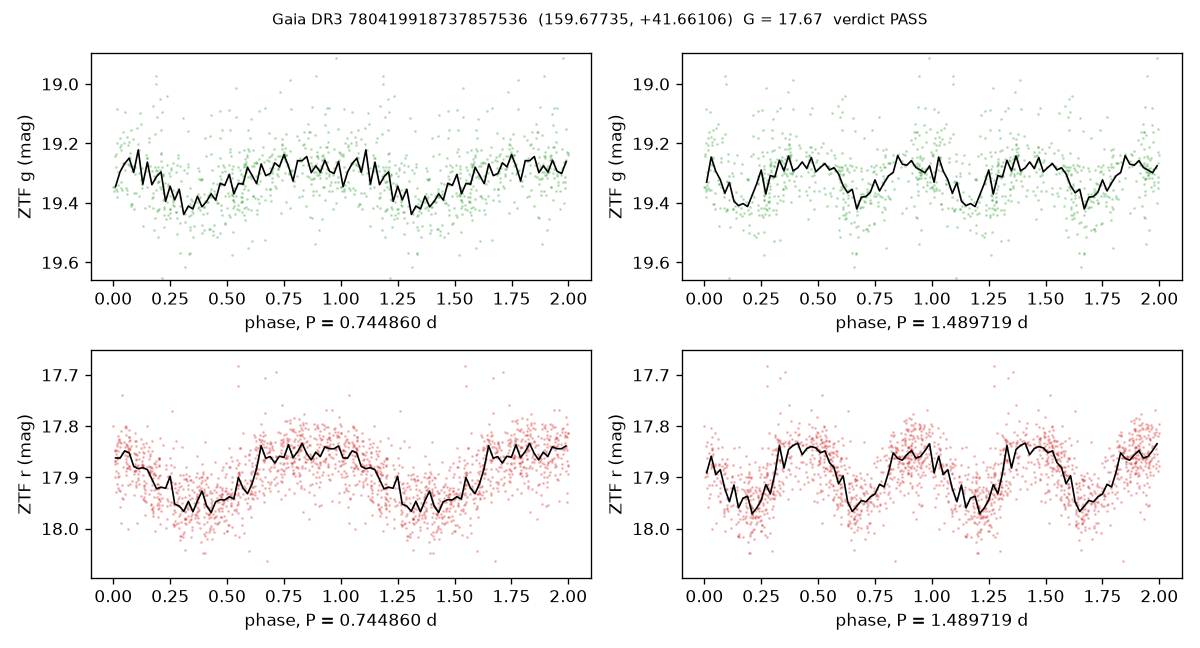 Gaia DR3 780419918737857536 (159.67735, +41.66106) G = 17.67 verdict PASS
ZTF g (mag)
19.0
19.2
19.4
19.6
0.00 0.25 0.50 0.75 1.00 1.25 1.50 1.75 2.00
phase, P = 0.744860 d
ZTF g (mag)
19.0
19.2
19.4
19.6
0.00 0.25 0.50 0.75 1.00 1.25 1.50 1.75 2.00
phase, P = 1.489719 d
ZTF r (mag)
17.7
17.8
17.9
18.0
0.00 0.25 0.50 0.75 1.00 1.25 1.50 1.75 2.00
phase, P = 0.744860 d
ZTF r (mag)
17.7
17.8
17.9
18.0
0.00 0.25 0.50 0.75 1.00 1.25 1.50 1.75 2.00
phase, P = 1.489719 d